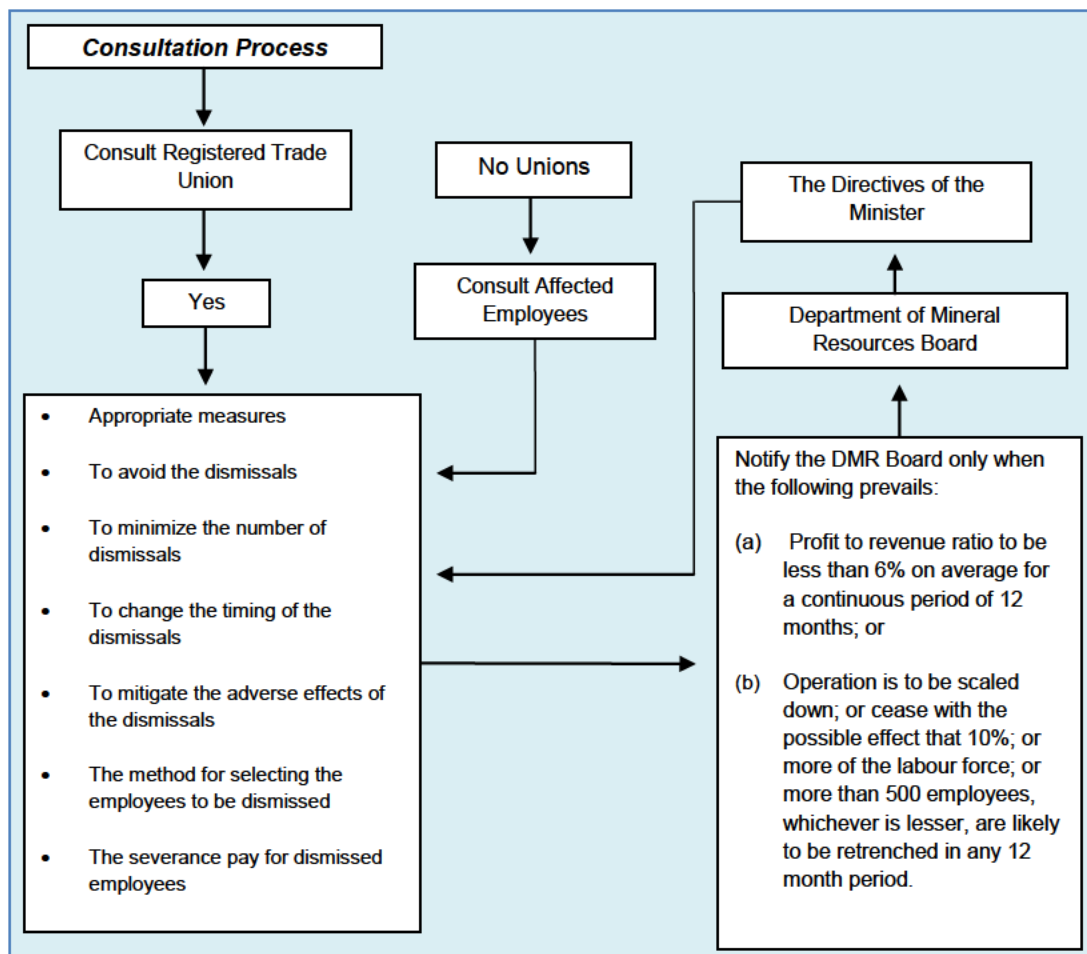 Consultation Process
Consult Registered Trade
Union
Yes
No Unions
Consult Affected
Employees
The Directives of the
Minister
Department of Mineral
Resources Board
• Appropriate measures
• To avoid the dismissals
• To minimize the number of
dismissals
• To change the timing of the
dismissals
• To mitigate the adverse effects of
the dismissals
• The method for selecting the
employees to be dismissed
• The severance pay for dismissed
employees
Notify the DMR Board only when
the following prevails:
(a) Profit to revenue ratio to be
less than 6% on average for
a continuous period of 12
months; or
(b) Operation is to be scaled
down; or cease with the
possible effect that 10%; or
more of the labour force; or
more than 500 employees,
whichever is lesser, are likely
to be retrenched in any 12
month period.